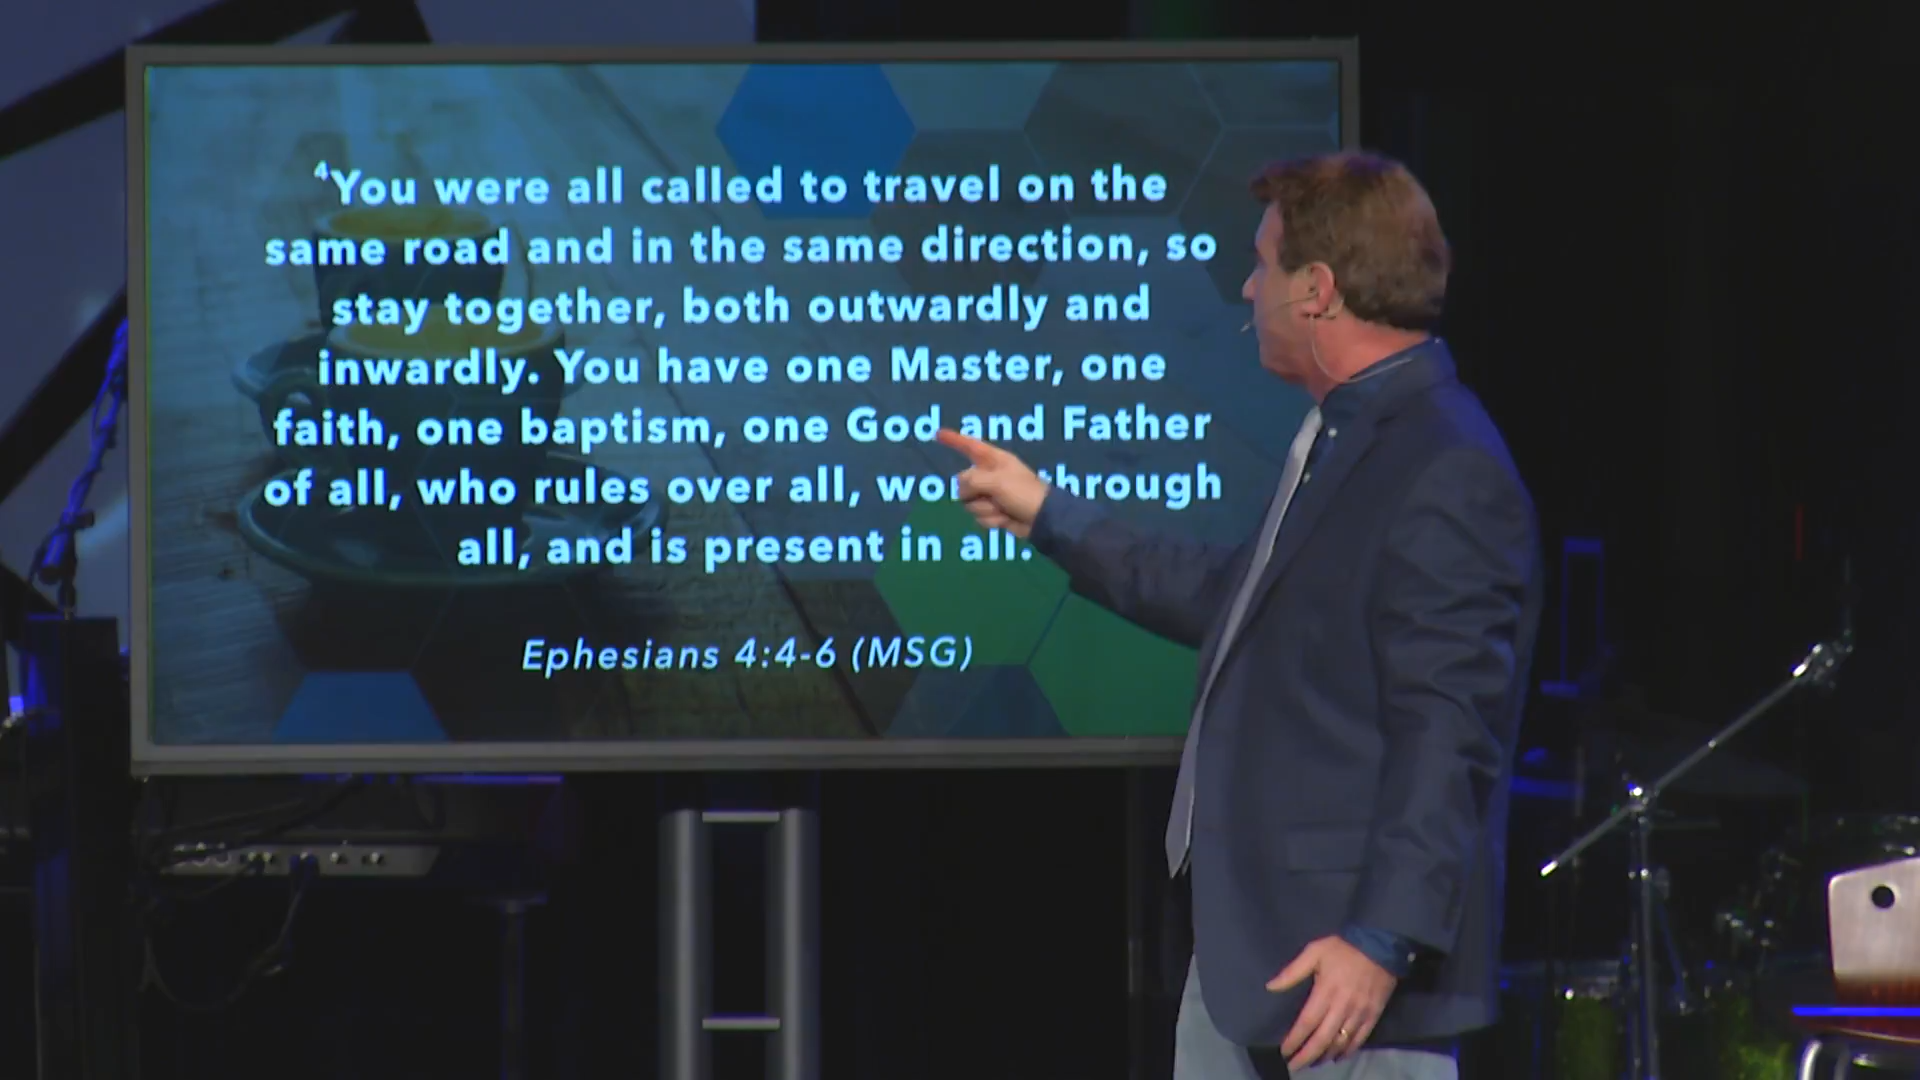 ⁴You were all called to travel on the
same road and in the same direction, so
stay together, both outwardly and
inwardly. You have one Master, one
faith, one baptism, one God and Father
of all, who rules over all, through
all, and is present in all.
Ephesians 4:4-6 (MSG)